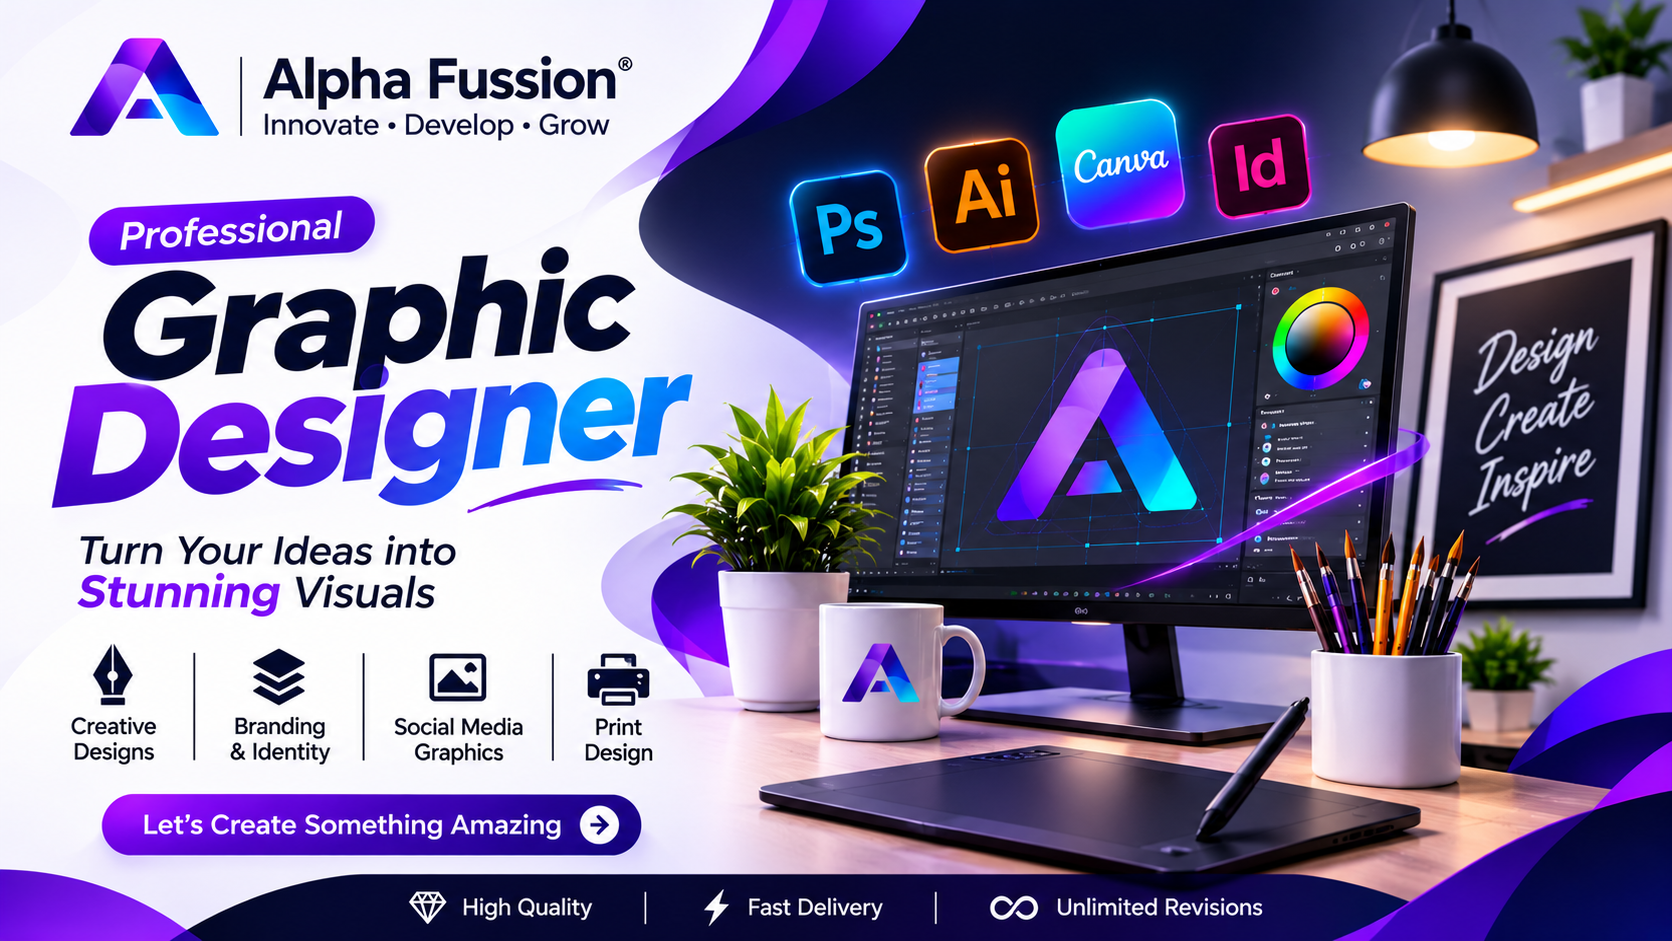 Alpha Fussion®
Innovate • Develop • Grow
Professional
Graphic
Designer
Turn Your Ideas into
Stunning Visuals
Creative
Designs
Branding
& Identity
Social Media
Graphics
Print
Design
Let's Create Something Amazing
Ps
Ai
Canva
Id
Design
Create
Inspire
High Quality
Fast Delivery
Unlimited Revisions